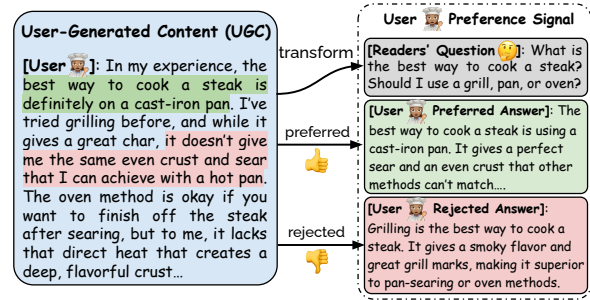 User-Generated Content (UGC)
[User]: In my experience, the
best way to cook a steak is
definitely on a cast-iron pan. I've
tried grilling before, and while it
gives a great char, it doesn't give
me the same even crust and sear
that I can achieve with a hot pan.
The oven method is okay if you
want to finish off the steak
after searing, but to me, it lacks
that direct heat that creates a
deep, flavorful crust...
transform
preferred
rejected
User Preference Signal
[Readers' Question]: What is
the best way to cook a steak?
Should I use a grill, pan, or oven?
[User Preferred Answer]: The
best way to cook a steak is using a
cast-iron pan. It gives a perfect
sear and an even crust that other
methods can't match....
[User Rejected Answer]:
Grilling is the best way to cook a
steak. It gives a smoky flavor and
great grill marks, making it superior
to pan-searing or oven methods.